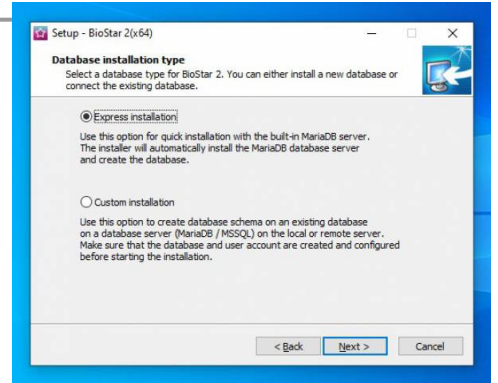 Setup - BioStar 2(x64)
Database installation type
Select a database type for BioStar 2. You can either install a new database or
connect the existing database.
Express installation
Use this option for quick installation with the built-in MariaDB server.
The installer will automatically install the MariaDB database server
and create the database.
Custom installation
Use this option to create database schema on an existing database
on a database server (MariaDB / MSSQL) on the local or remote server.
Make sure that the database and user account are created and configured
before starting the installation.
< Back Next > Cancel